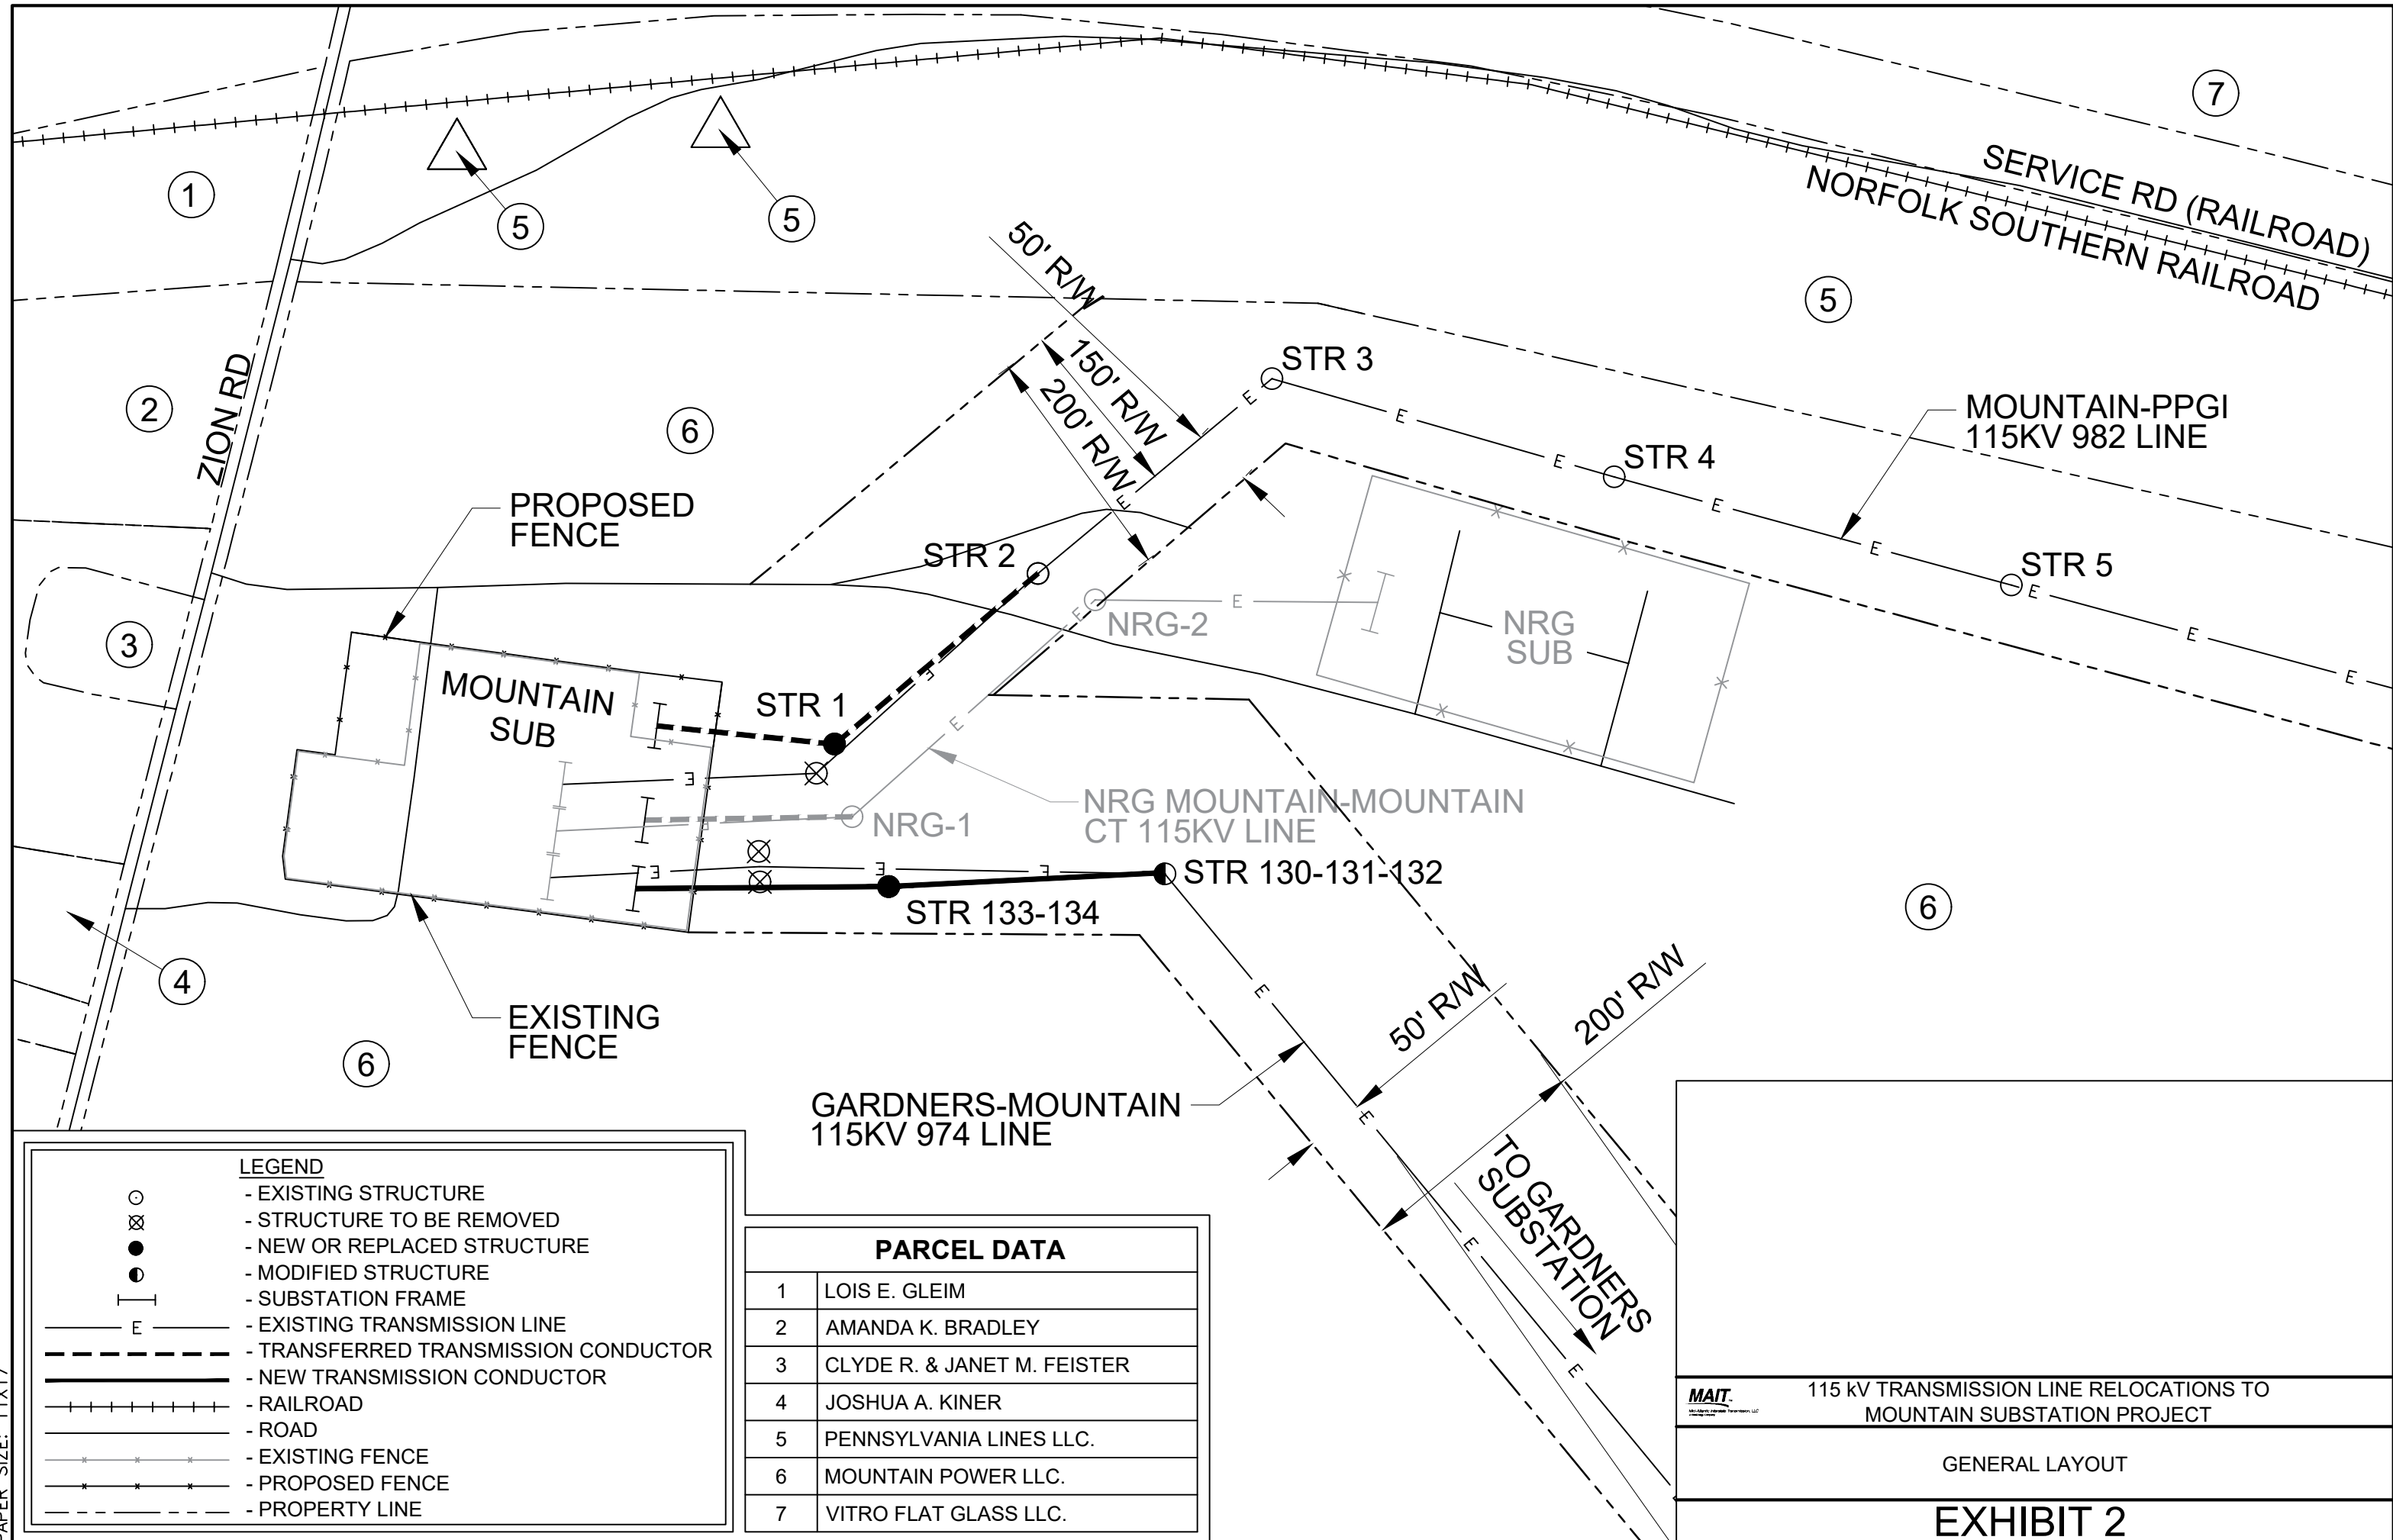 7
SERVICE RD (RAILROAD)
NORFOLK SOUTHERN RAILROAD
1
5
5
5
50' R/W
150' R/W
200' R/W
STR 3
2
ZION RD
6
MOUNTAIN-PPGI
115KV 982 LINE
E
E
STR 4
E
E
E
PROPOSED
FENCE
E
STR 2
E
STR 5
E
E
E
3
NRG-2
E
E
NRG
SUB
MOUNTAIN
SUB
STR 1
E
E
E
NRG MOUNTAIN-MOUNTAIN
CT 115KV LINE
E
NRG-1
E
E
E
STR 130-131-132
STR 133-134
6
4
EXISTING
FENCE
6
E
50' R/W
200' R/W
GARDNERS-MOUNTAIN
115KV 974 LINE
E
TO GARDNERS
SUBSTATION
E
E
LEGEND
- EXISTING STRUCTURE
- STRUCTURE TO BE REMOVED
- NEW OR REPLACED STRUCTURE
- MODIFIED STRUCTURE
- SUBSTATION FRAME
E - EXISTING TRANSMISSION LINE
- TRANSFERRED TRANSMISSION CONDUCTOR
- NEW TRANSMISSION CONDUCTOR
- RAILROAD
- ROAD
- EXISTING FENCE
- PROPOSED FENCE
- PROPERTY LINE
PARCEL DATA
1 LOIS E. GLEIM
2 AMANDA K. BRADLEY
3 CLYDE R. & JANET M. FEISTER
4 JOSHUA A. KINER
5 PENNSYLVANIA LINES LLC.
6 MOUNTAIN POWER LLC.
7 VITRO FLAT GLASS LLC.
MAIT
115 kV TRANSMISSION LINE RELOCATIONS TO
MOUNTAIN SUBSTATION PROJECT
GENERAL LAYOUT
EXHIBIT 2